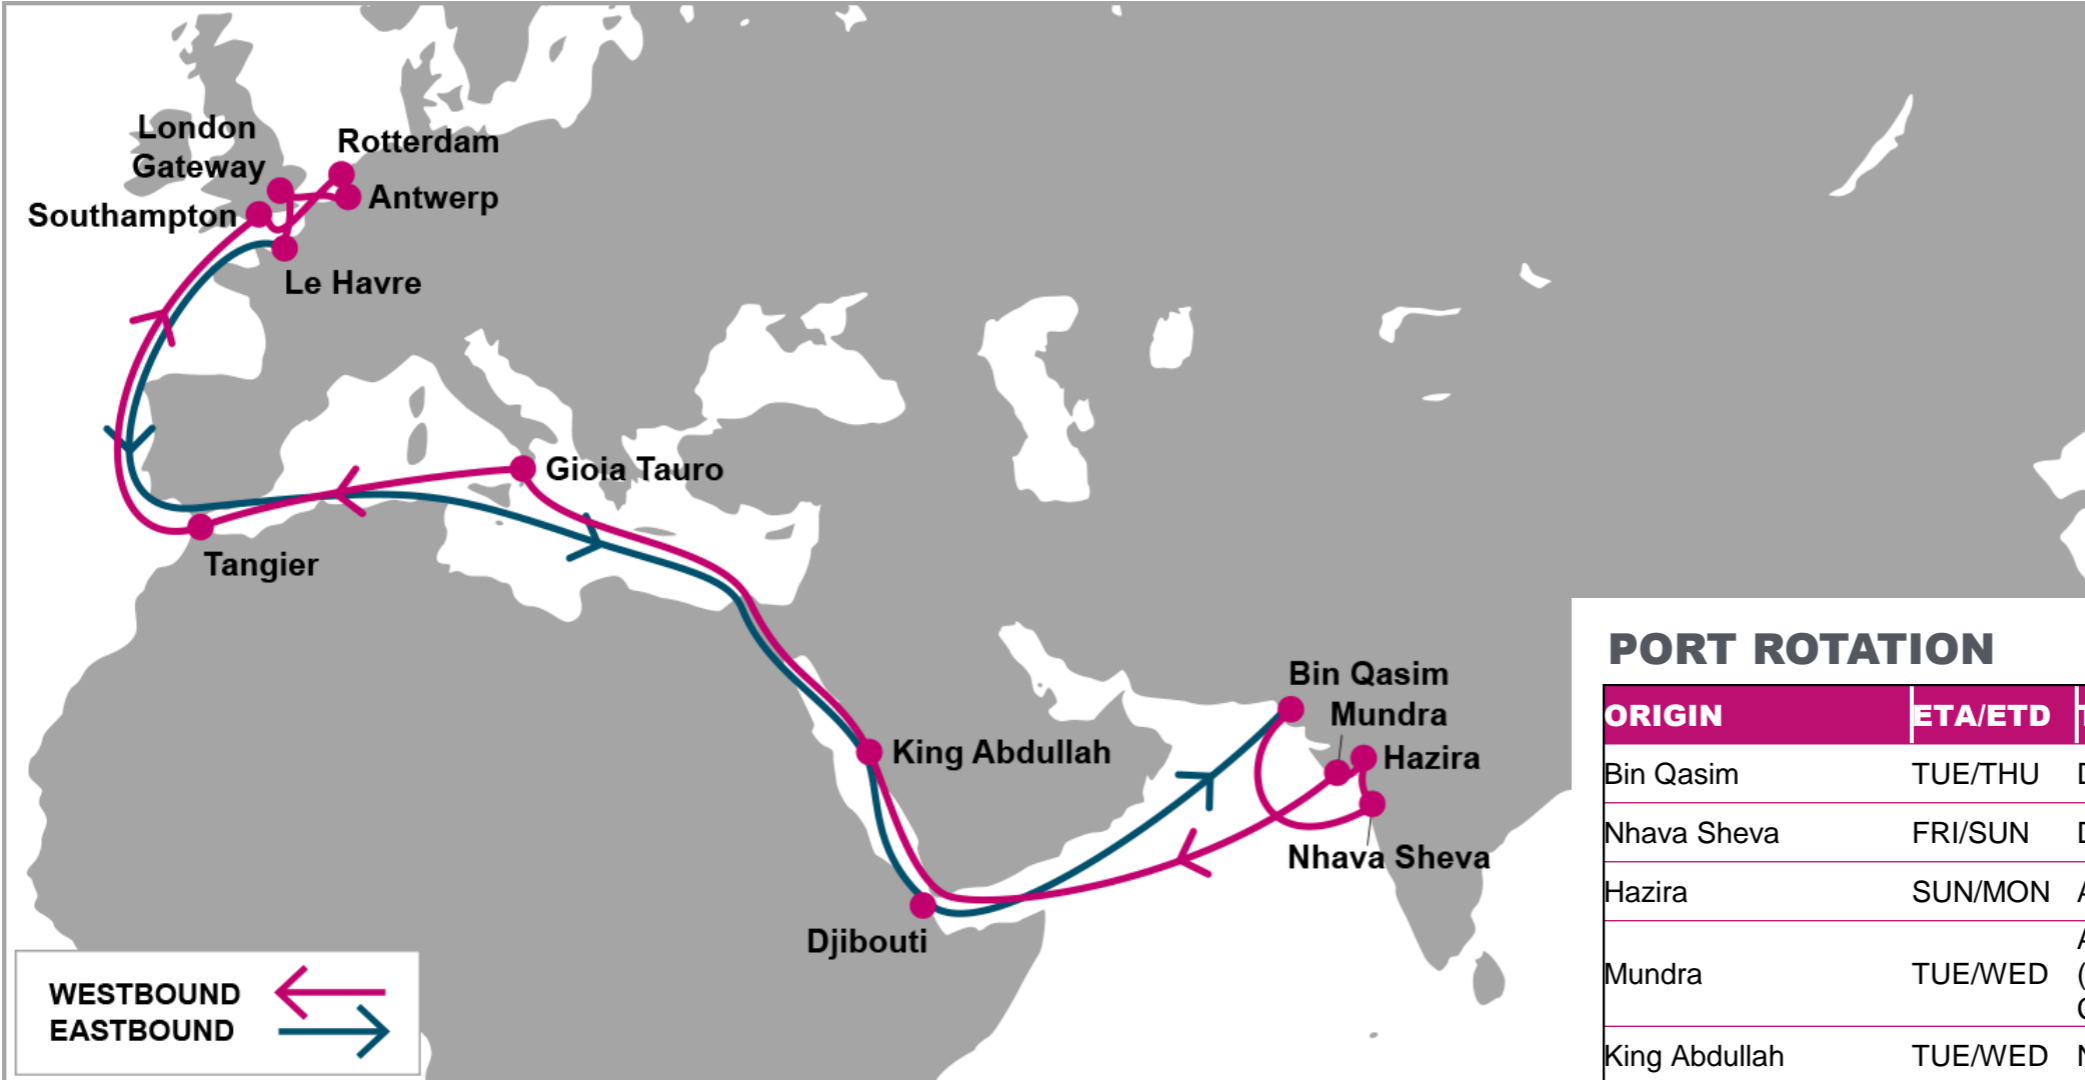 London
Gateway
Rotterdam
Antwerp
Southampton
Le Havre
Gioia Tauro
Tangier
King Abdullah
Djibouti
Bin Qasim
Mundra
Hazira
Nhava Sheva
WESTBOUND
EASTBOUND
PORT ROTATION
ORIGIN ETA/ETD
Bin Qasim TUE/THU
Nhava Sheva FRI/SUN
Hazira SUN/MON
Mundra TUE/WED
King Abdullah TUE/WED